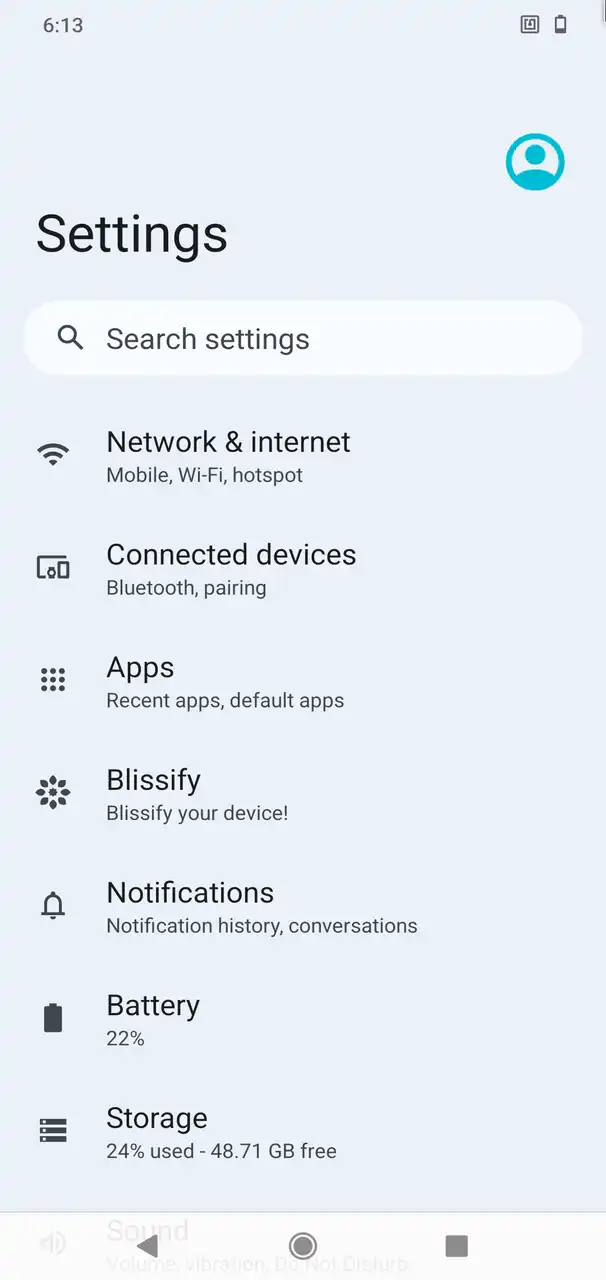 6:13
Settings
Search settings
Network & internet
Mobile, Wi-Fi, hotspot
Connected devices
Bluetooth, pairing
Apps
Recent apps, default apps
Blissify
Blissify your device!
Notifications
Notification history, conversations
Battery
22%
Storage
24% used - 48.71 GB free
Sound
Volume, vibration, Do Not Disturb